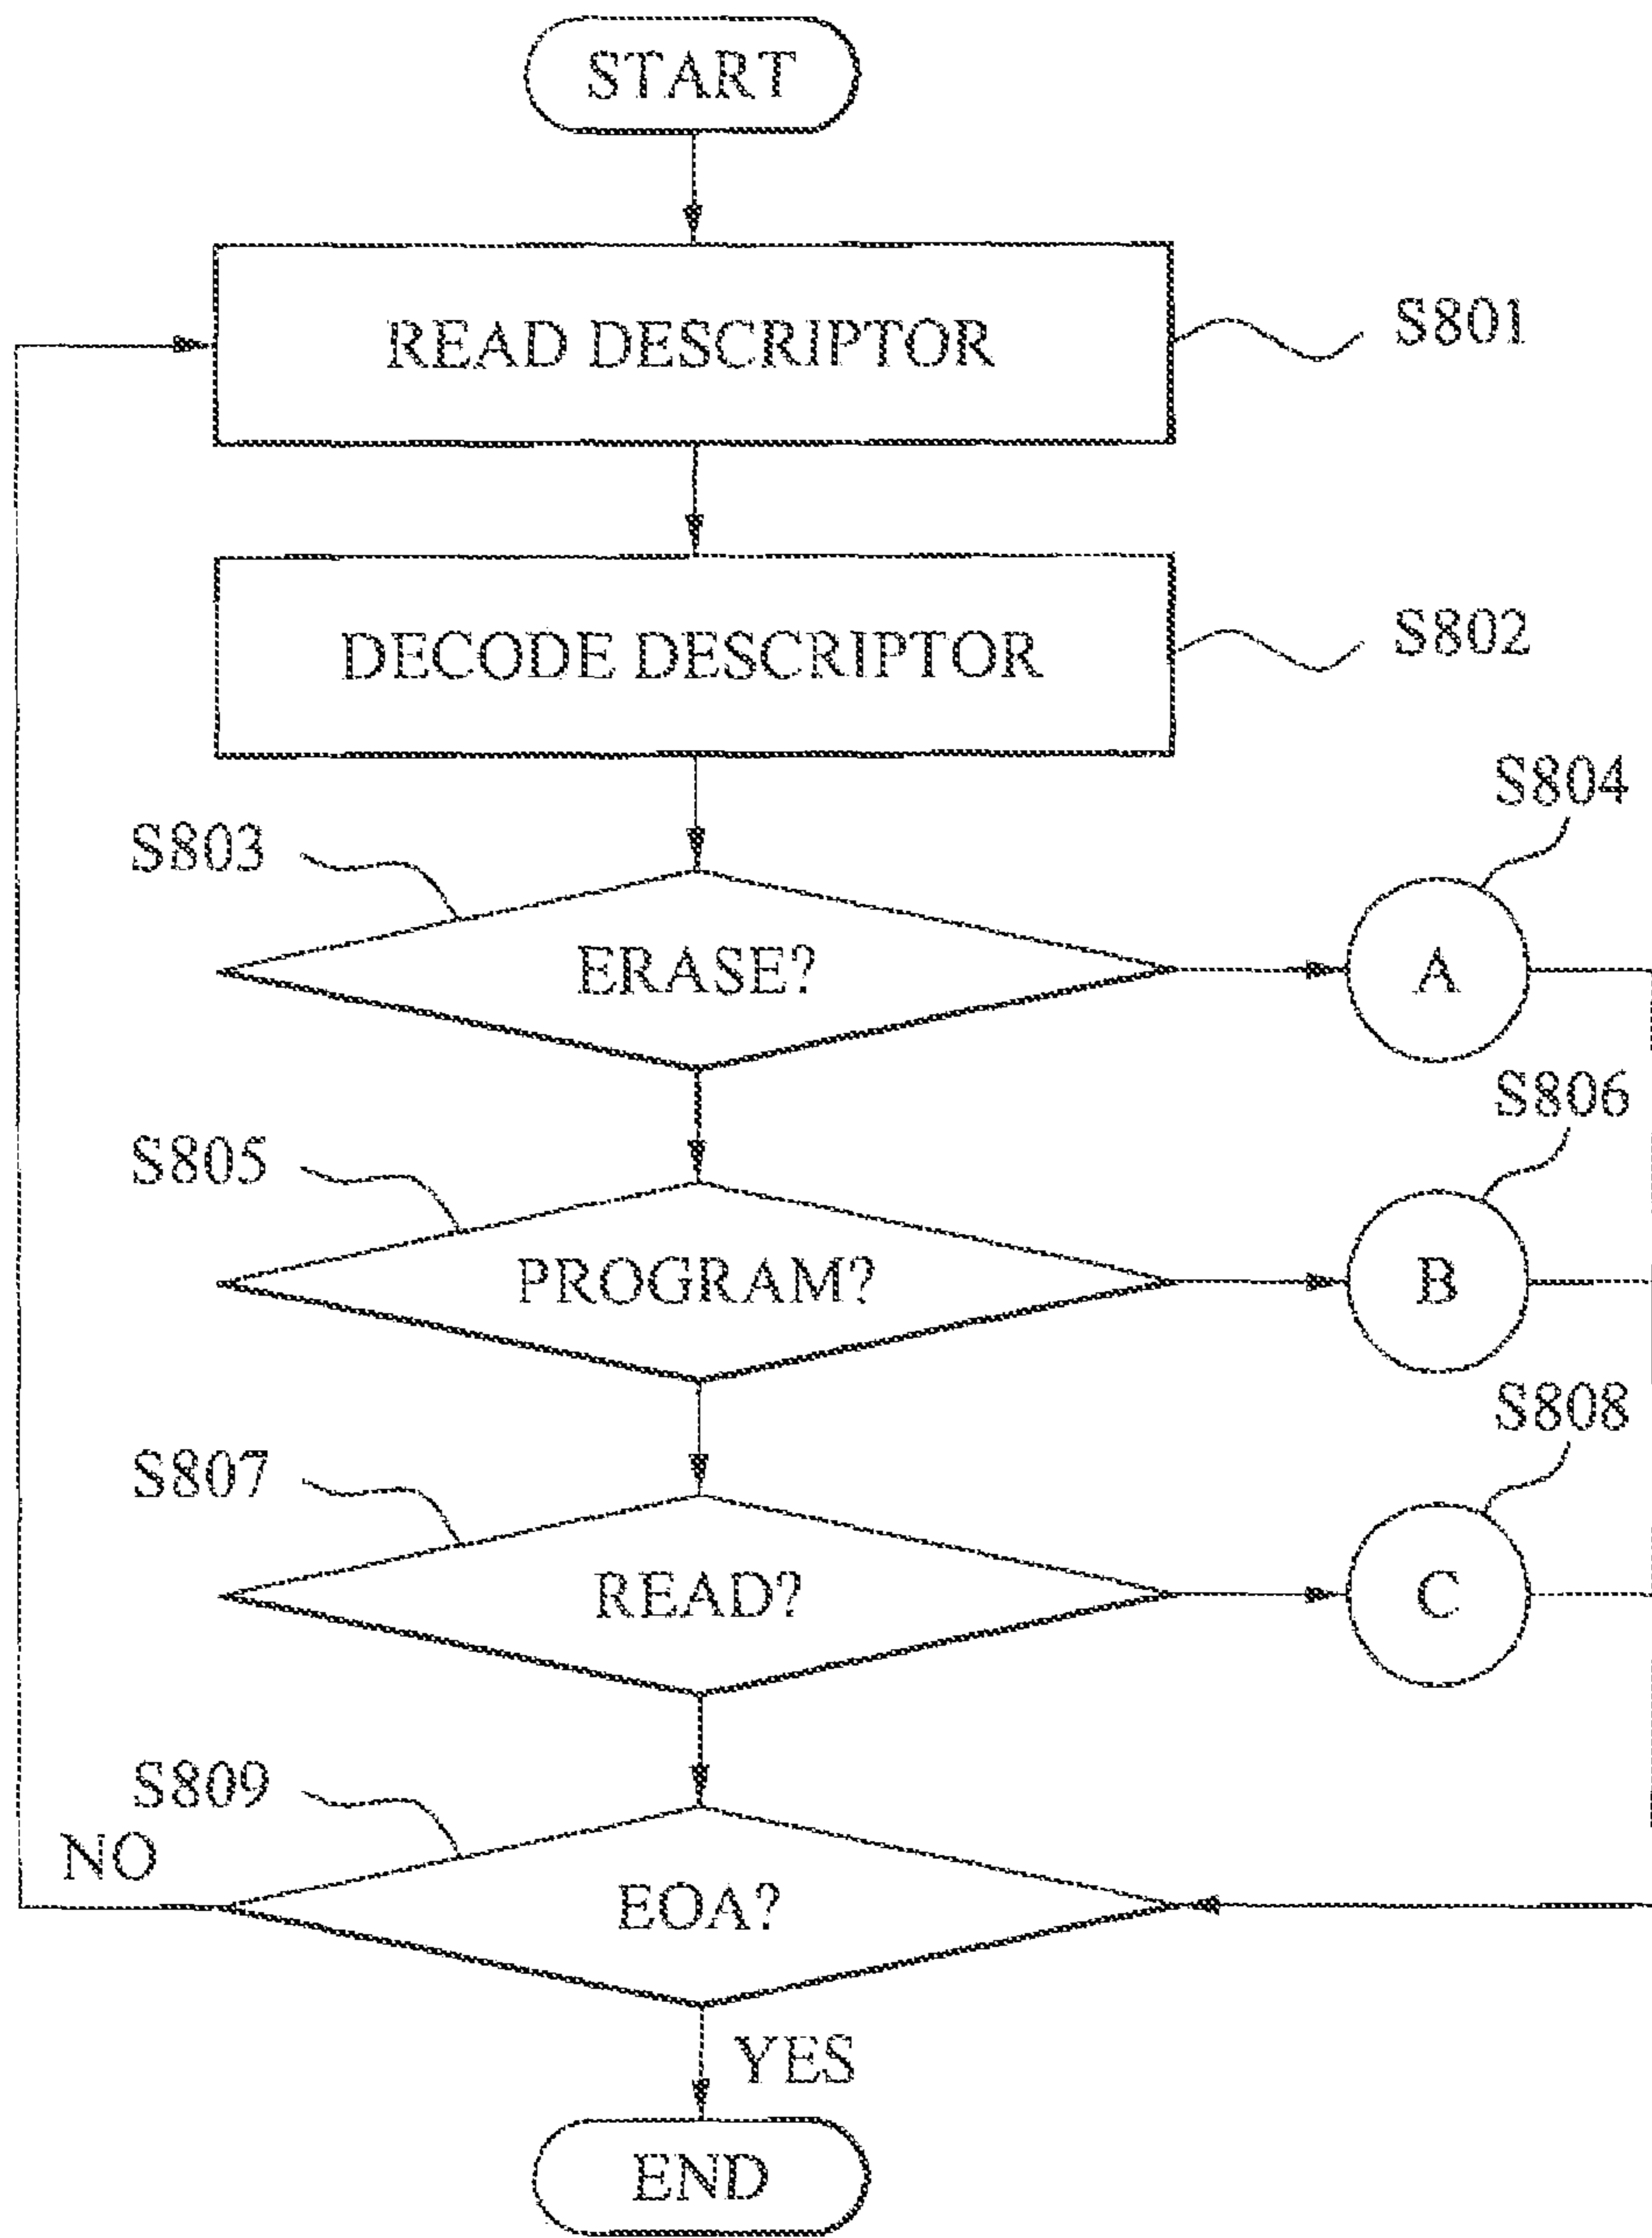 START
READ DESCRIPTOR
S801
DECODE DESCRIPTOR
S802
S803
ERASE?
S804
A
S805
PROGRAM?
S806
B
S807
READ?
S808
C
S809
NO
EOA?
YES
END